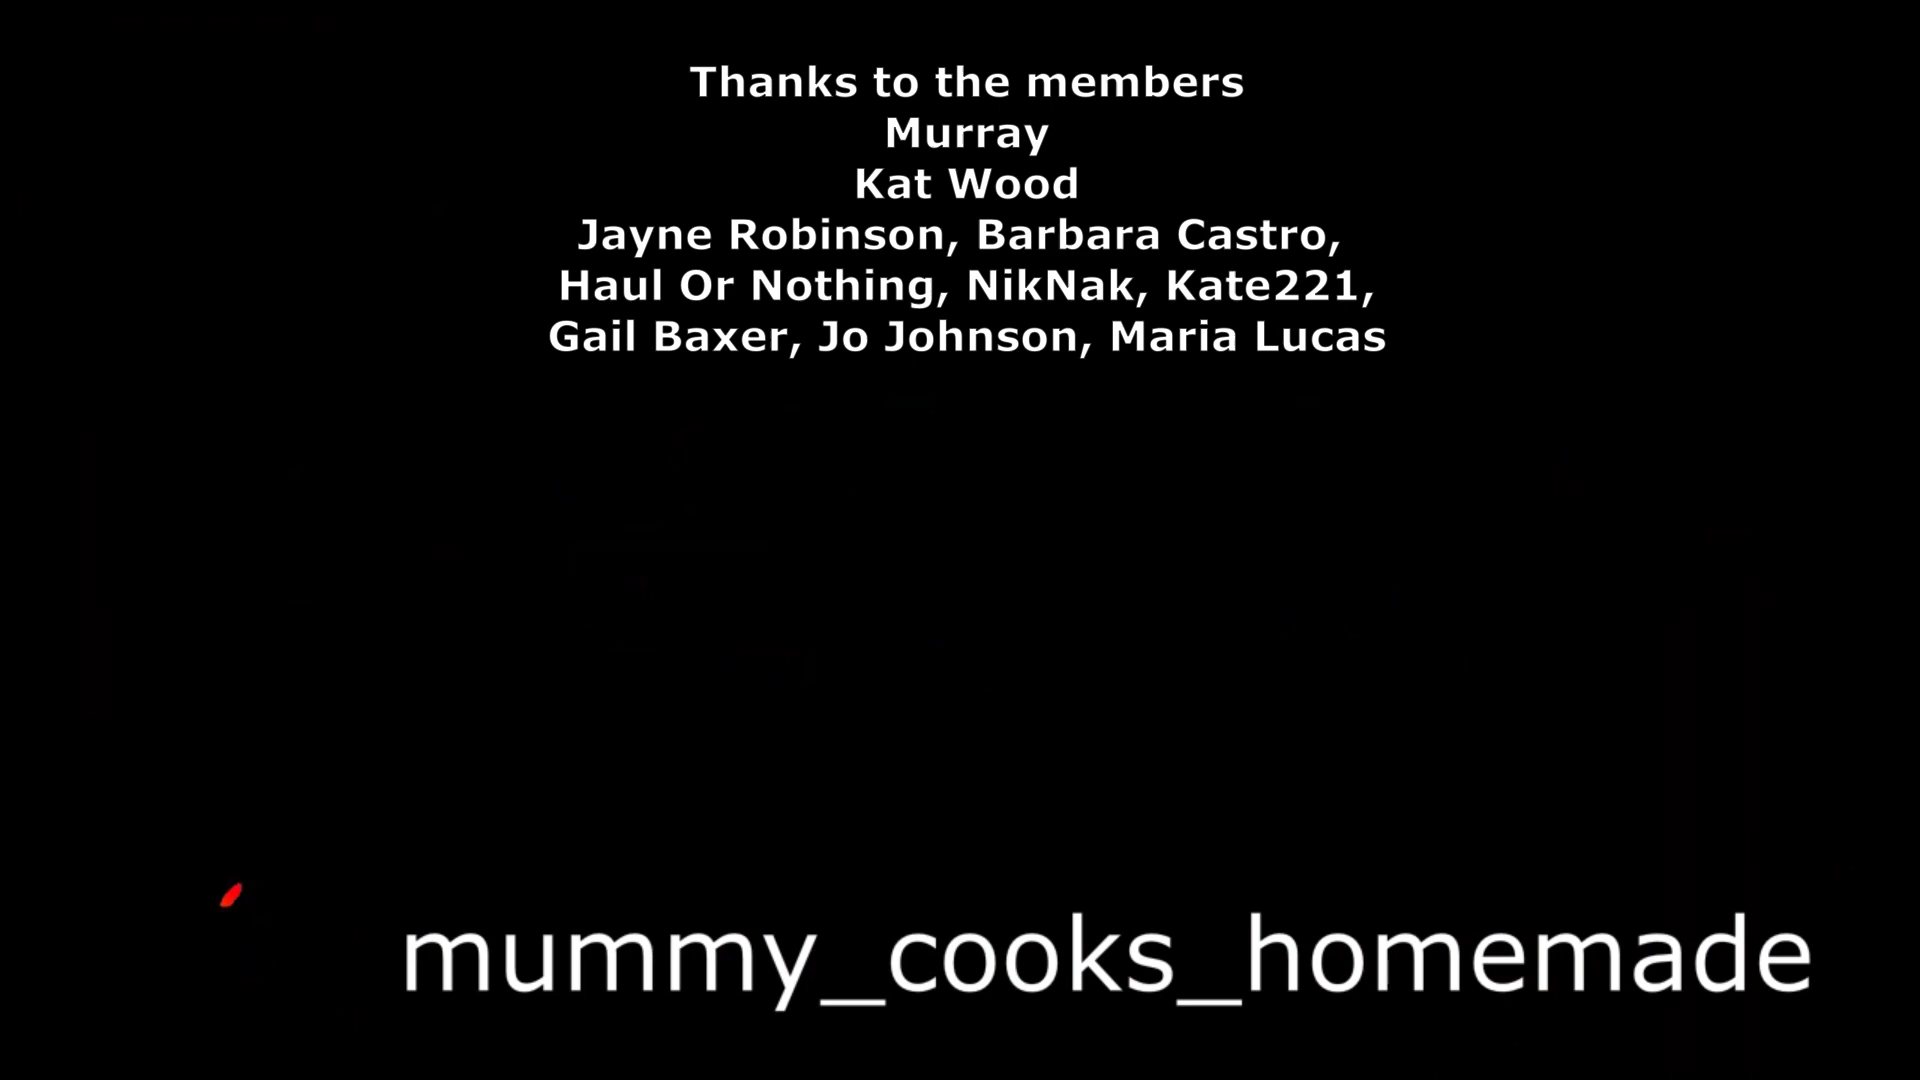 Thanks to the members
Murray
Kat Wood
Jayne Robinson, Barbara Castro,
Haul Or Nothing, NikNak, Kate221,
Gail Baxer, Jo Johnson, Maria Lucas
mummy_cooks_homemade